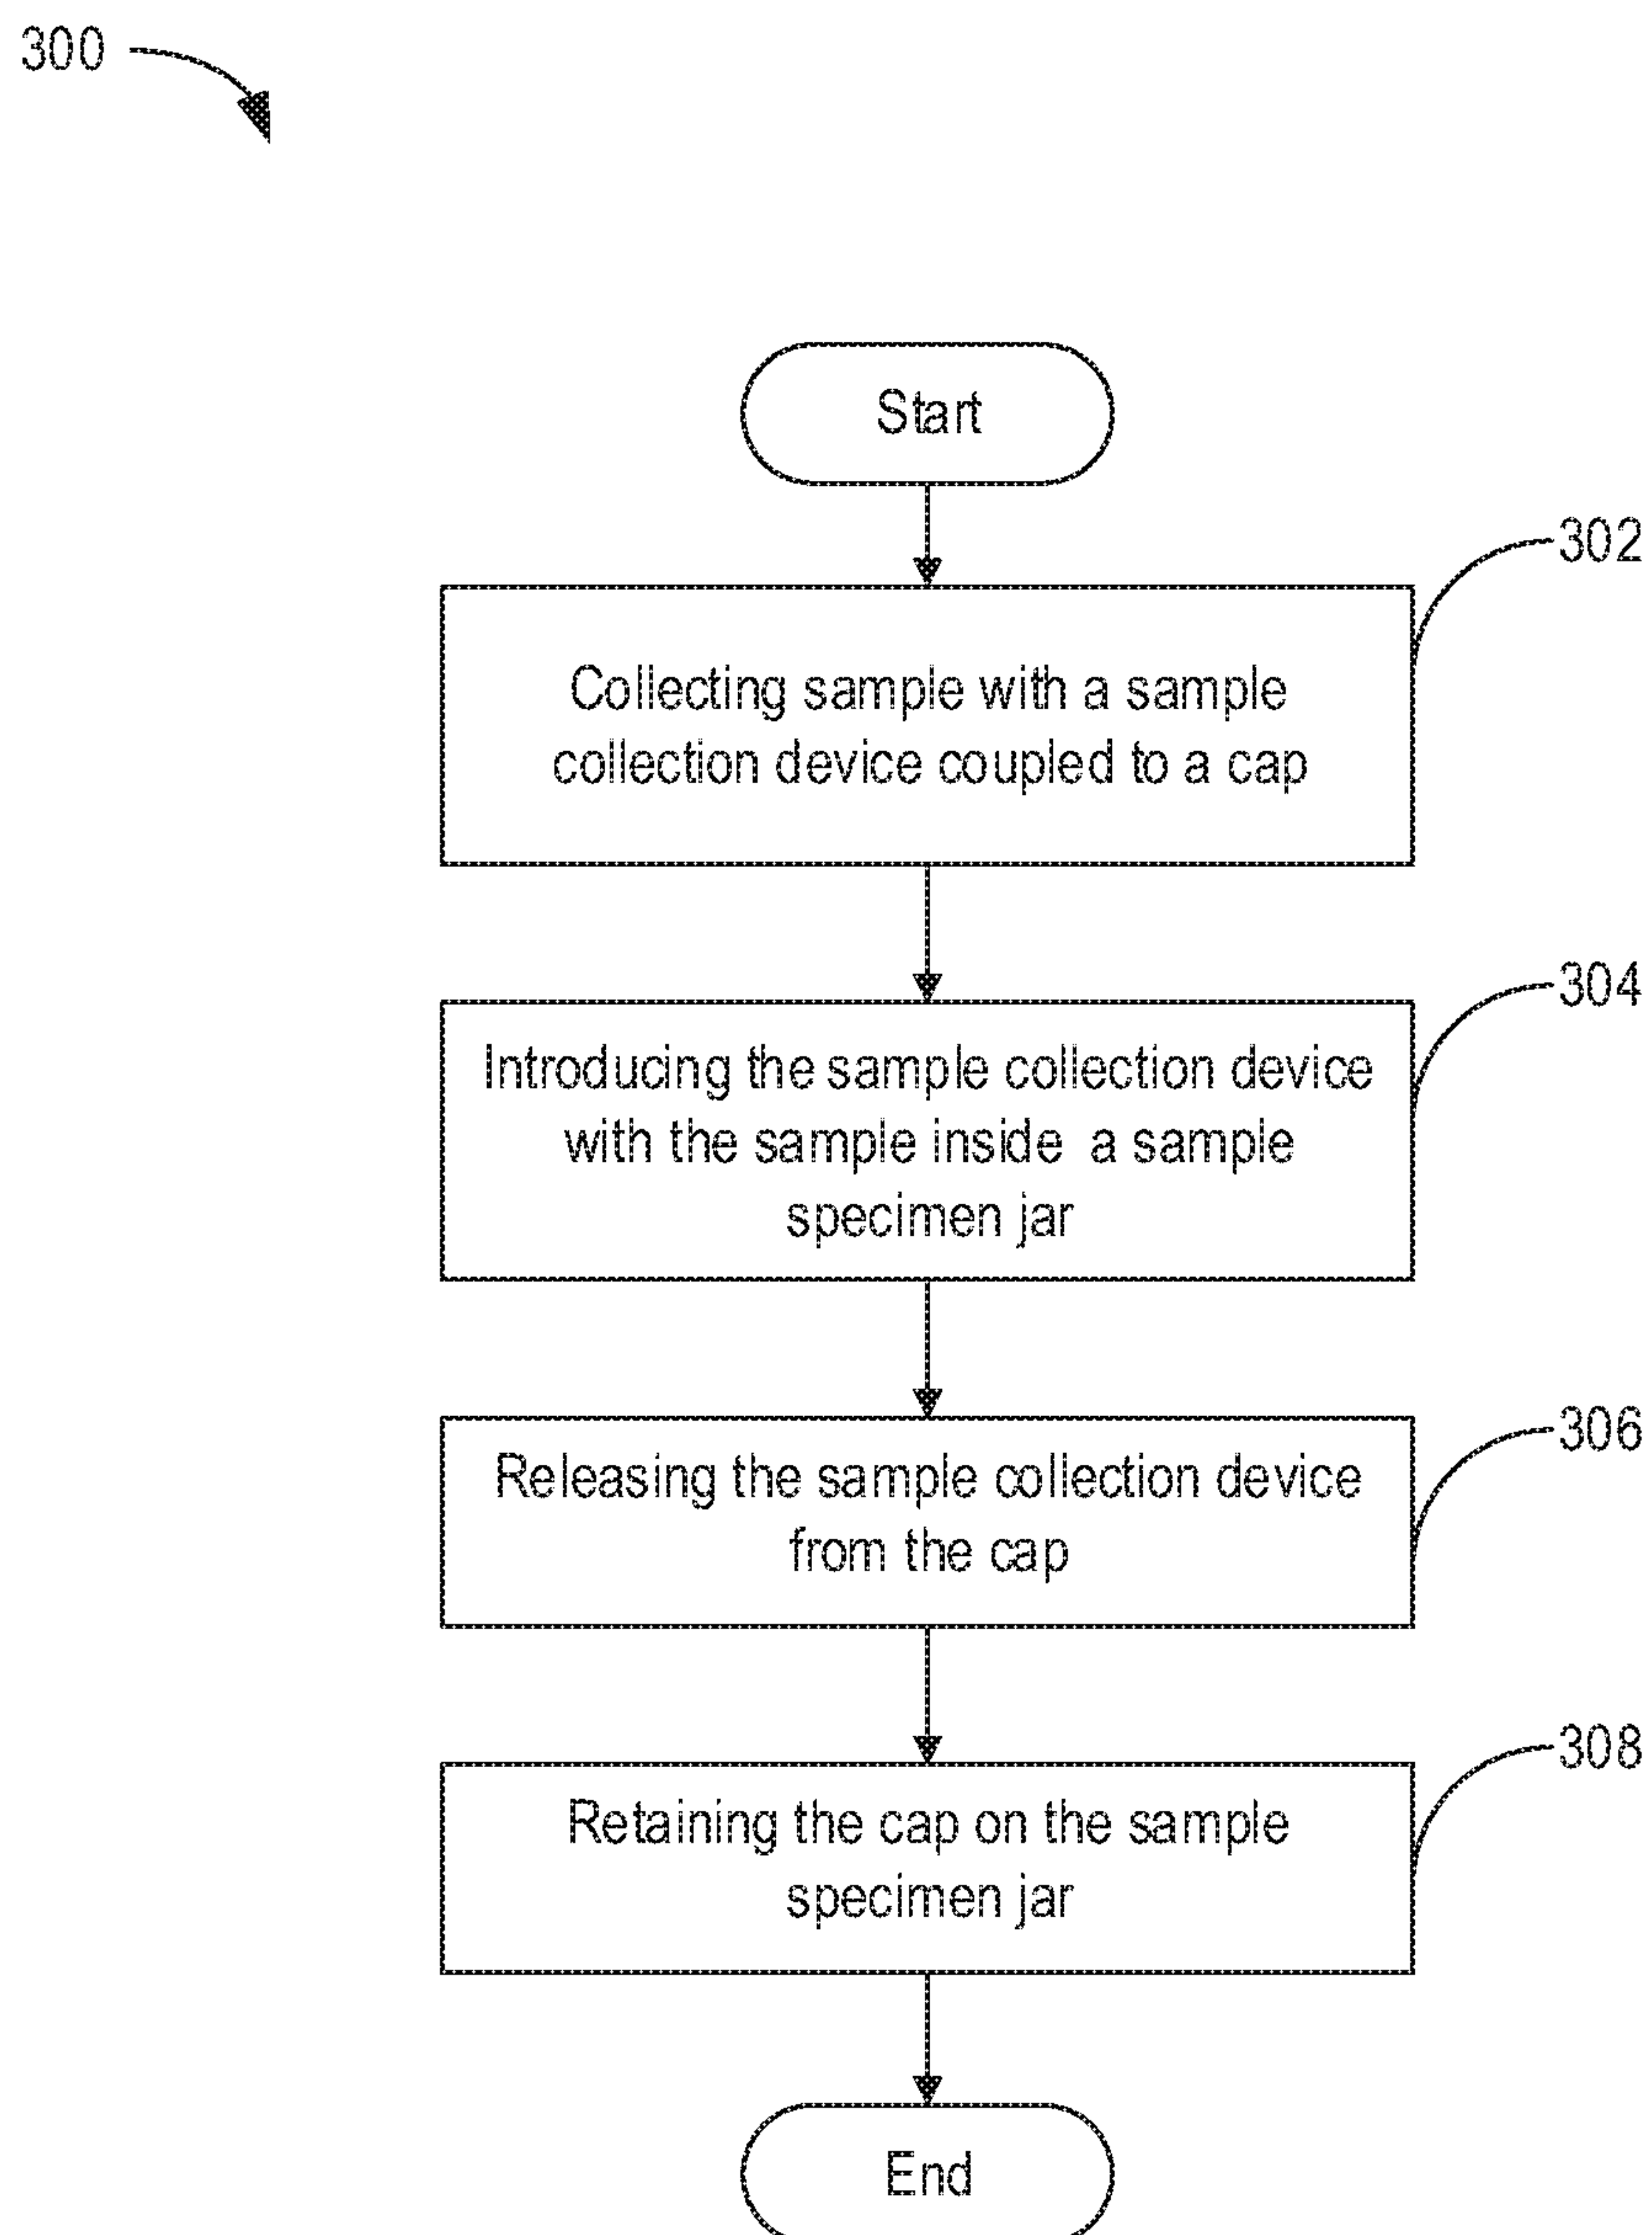 300
Start
302
Collecting sample with a sample
collection device coupled to a cap
304
Introducing the sample collection device
with the sample inside a sample
specimen jar
306
Releasing the sample collection device
from the cap
308
Retaining the cap on the sample
specimen jar
End